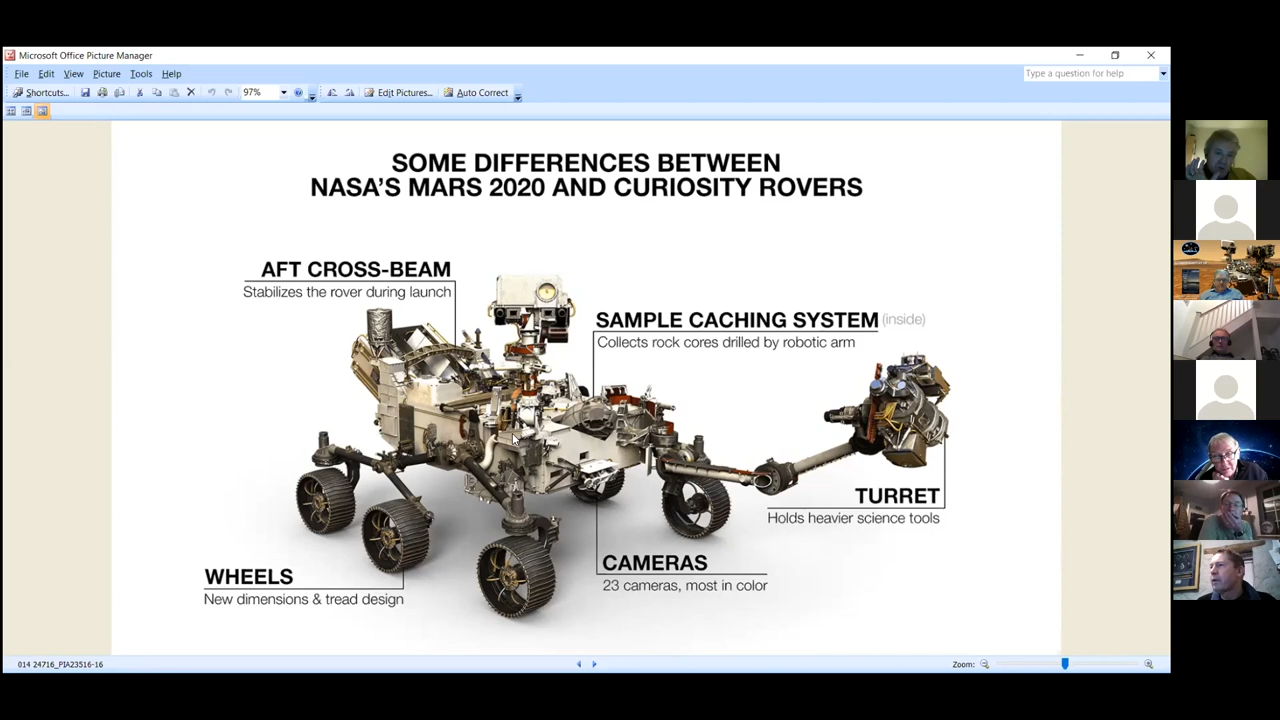 Microsoft Office Picture Manager
File Edit View Picture Tools Help
Type a question for help
Shortcuts...
97%
Edit Pictures...
Auto Correct
SOME DIFFERENCES BETWEEN
NASA'S MARS 2020 AND CURIOSITY ROVERS
AFT CROSS-BEAM
Stabilizes the rover during launch
SAMPLE CACHING SYSTEM (inside)
Collects rock cores drilled by robotic arm
TURRET
Holds heavier science tools
CAMERAS
23 cameras, most in color
WHEELS
New dimensions & tread design
014 24716_PIA23516-16
Zoom: